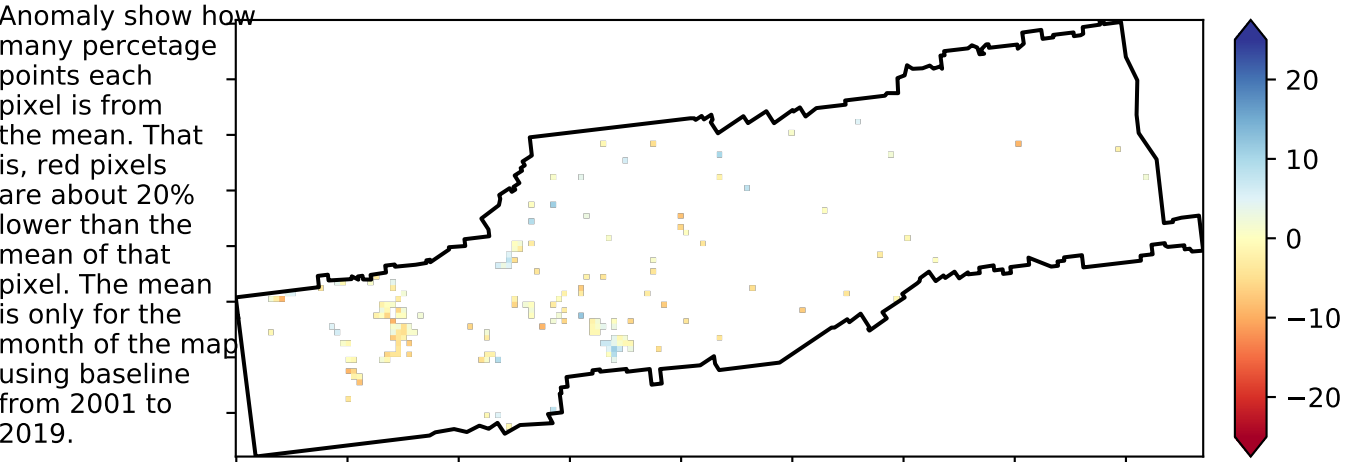 Anomaly show how
many percetage
points each
pixel is from
the mean. That
is, red pixels
are about 20%
lower than the
mean of that
pixel. The mean
is only for the
month of the map
using baseline
from 2001 to
2019.
20
10
0
−10
−20